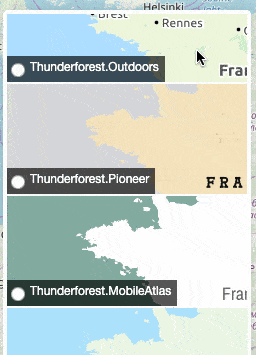 Helsinki
Brest
Rennes
Fran
Thunderforest.Outdoors
FRA
Thunderforest.Pioneer
Fran
Thunderforest.MobileAtlas